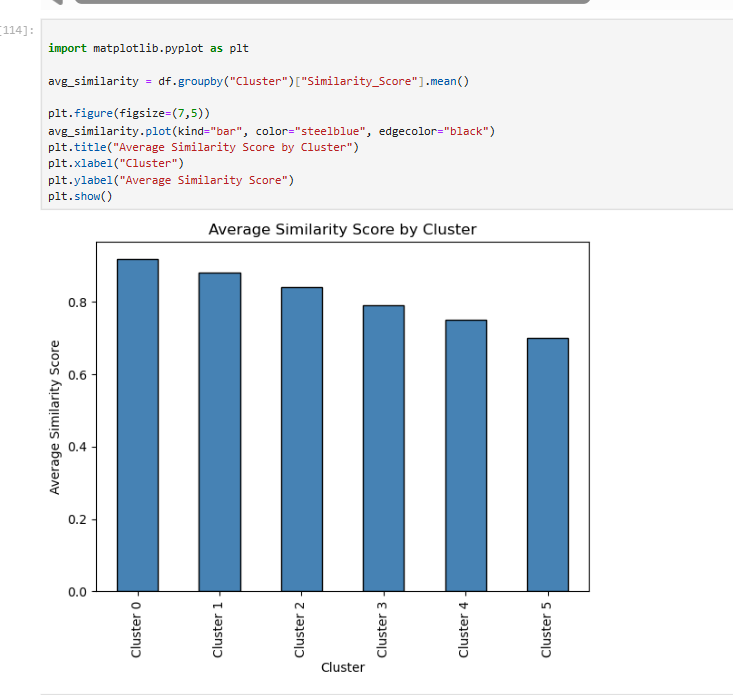 [114]:
import matplotlib.pyplot as plt
avg_similarity = df.groupby("Cluster")["Similarity_Score"].mean()
plt.figure(figsize=(7,5))
avg_similarity.plot(kind="bar", color="steelblue", edgecolor="black")
plt.title("Average Similarity Score by Cluster")
plt.xlabel("Cluster")
plt.ylabel("Average Similarity Score")
plt.show()
Average Similarity Score by Cluster
Average Similarity Score
0.8
0.6
0.4
0.2
0.0
Cluster 0
Cluster 1
Cluster 2
Cluster 3
Cluster 4
Cluster 5
Cluster